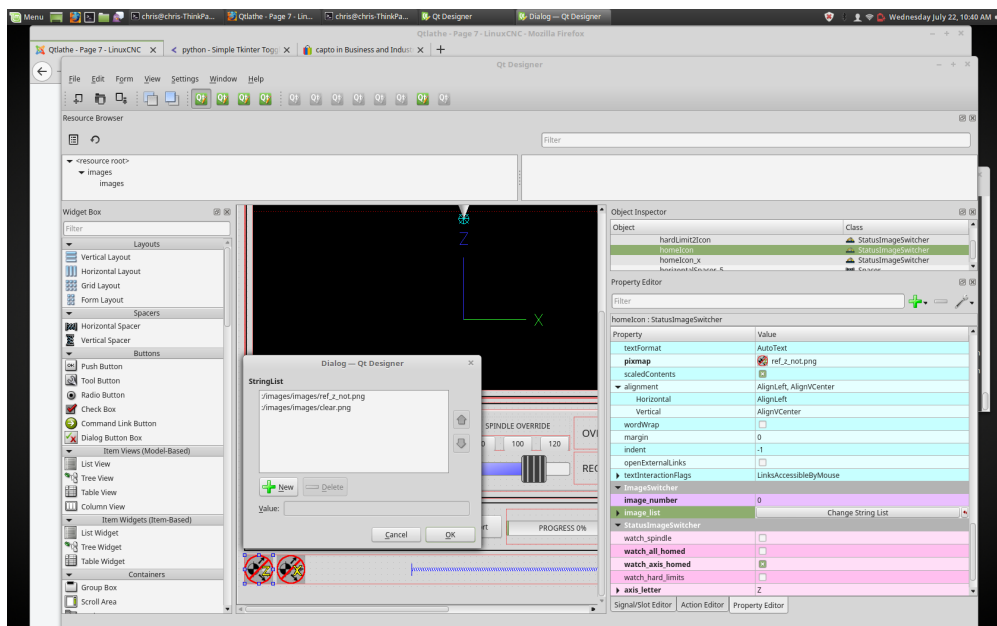 Menu
chris@chris-ThinkPa...
Qtlathe - Page 7 - Lin...
chris@chris-ThinkPa...
Qt Designer
Dialog — Qt Designer
Wednesday July 22, 10:40 AM
Qtlathe - Page 7 - LinuxCNC - Mozilla Firefox
Qtlathe - Page 7 - LinuxCNC
python - Simple Tkinter Togg
capto in Business and Indust
Qt Designer
File Edit Form View Settings Window Help
Resource Browser
Filter
<resource root>
images
images
Widget Box
Filter
Layouts
Vertical Layout
Horizontal Layout
Grid Layout
Form Layout
Spacers
Horizontal Spacer
Vertical Spacer
Buttons
Push Button
Tool Button
Radio Button
Check Box
Command Link Button
Dialog Button Box
Item Views (Model-Based)
List View
Tree View
Table View
Column View
Item Widgets (Item-Based)
List Widget
Tree Widget
Table Widget
Containers
Group Box
Scroll Area
Z
X
Dialog — Qt Designer
StringList
:/images/images/ref_z_not.png
:/images/images/clear.png
New
Delete
Value:
Cancel
OK
SPINDLE OVERRIDE
0 100 120
OVI
REC
rt
PROGRESS 0%
Z
X
Object Inspector
Object Class
hardLimit2Icon StatusImageSwitcher
homeIcon StatusImageSwitcher
homeIcon_x StatusImageSwitcher
horizontalSpacer_5 Spacer
Property Editor
Filter
homeIcon : StatusImageSwitcher
Property Value
textFormat AutoText
pixmap ref_z_not.png
scaledContents
alignment AlignLeft, AlignVCenter
Horizontal AlignLeft
Vertical AlignVCenter
wordWrap
margin 0
indent -1
openExternalLinks
textInteractionFlags LinksAccessibleByMouse
ImageSwitcher
image_number 0
image_list Change String List
StatusImageSwitcher
watch_spindle
watch_all_homed
watch_axis_homed
watch_hard_limits
axis_letter Z
Signal/Slot Editor Action Editor Property Editor